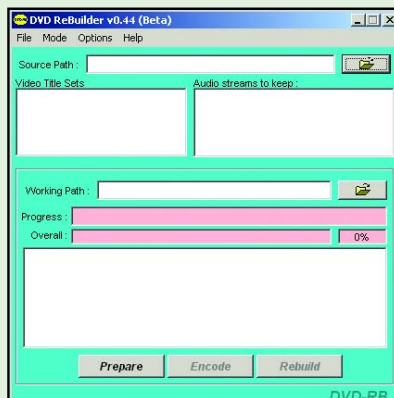 DVD ReBuilder v0.44 (Beta)
File Mode Options Help
Source Path :
Video Title Sets Audio streams to keep :
Working Path :
Progress :
Overall : 0%
Prepare Encode Rebuild
DVD-RB